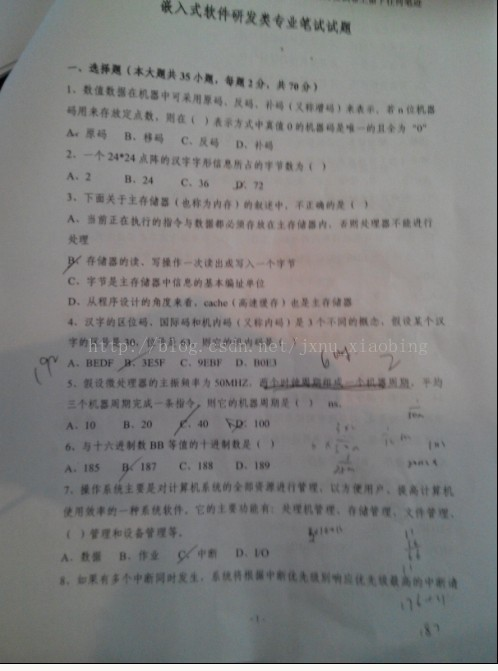 嵌入式软件研发类专业笔试试题
一、选择题（本大题共35小题，每题2分，共70分）
1、数值数据在机器中可采用原码、反码、补码（又称增码）来表示，若n位机器
码用来存放定点数，则在（ ）表示方式中真值0的机器码是唯一的且全为“0”
A、原码 B、移码 C、反码 D、补码
2、一个24*24点阵的汉字字形信息所占的字节数为（ ）
A、2 B、24 C、36 D、72
3、下面关于主存储器（也称为内存）的叙述中，不正确的是（ ）
A、当前正在执行的指令与数据都必须存放在主存储器内，否则处理器不能进行
处理
B、存储器的读、写操作一次读出或写入一个字节
C、字节是主存储器中信息的基本编址单位
D、从程序设计的角度来看，cache（高速缓存）也是主存储器
4、汉字的区位码、国际码和机内码（又称内码）是3个不同的概念，假设某个汉
字的区号是30，
http://blog.csdn.net/jxnu_xiaobing
A、BEDF B、3E5F C、9EBF D、B0E3
5、假设微处理器的主振频率为50MHZ，两个时钟周期组成一个机器周期，平均
三个机器周期完成一条指令，则它的机器周期是（ ）ns.
A、10 B、20 C、40 D、100
6、与十六进制数BB等值的十进制数是（ ）
A、185 B、187 C、188 D、189
7、操作系统主要是对计算机系统的全部资源进行管理，以方便用户、提高计算机
使用效率的一种系统软件，它的主要功能有：处理机管理、存储管理、文件管理、
（ ）管理和设备管理等。
A、数据 B、作业 C、中断 D、I/O
8、如果有多个中断同时发生，系统将根据中断优先级别响应优先级最高的中断请
-1-
187